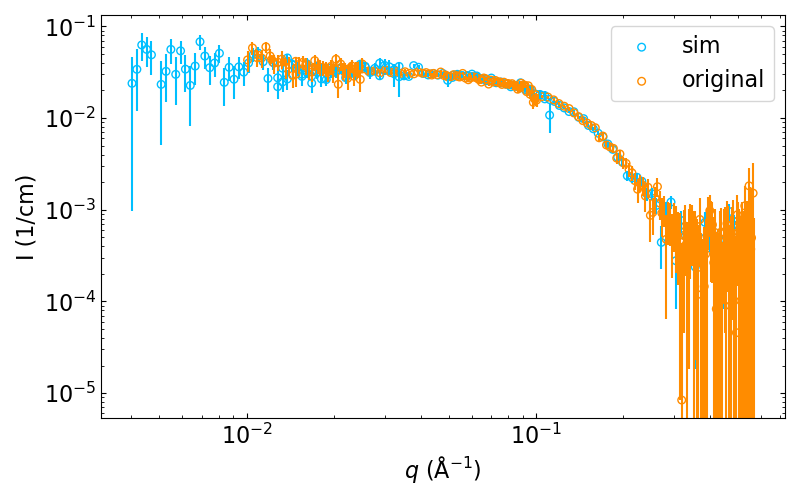 sim
original
10⁻¹
10⁻²
10⁻³
10⁻⁴
10⁻⁵
I (1/cm)
10⁻² 10⁻¹
q (Å⁻¹)